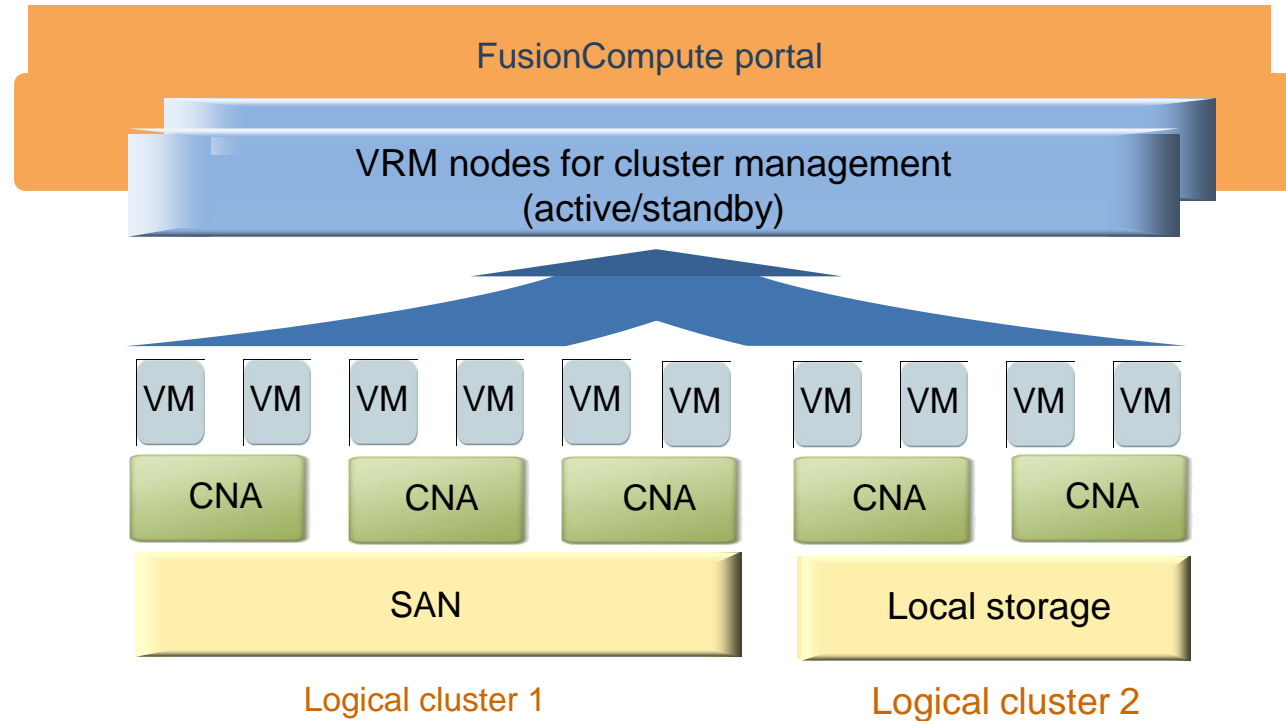 FusionCompute portal
VRM nodes for cluster management
(active/standby)
VM VM VM VM VM VM VM VM VM VM
CNA CNA CNA CNA CNA
SAN Local storage
Logical cluster 1 Logical cluster 2